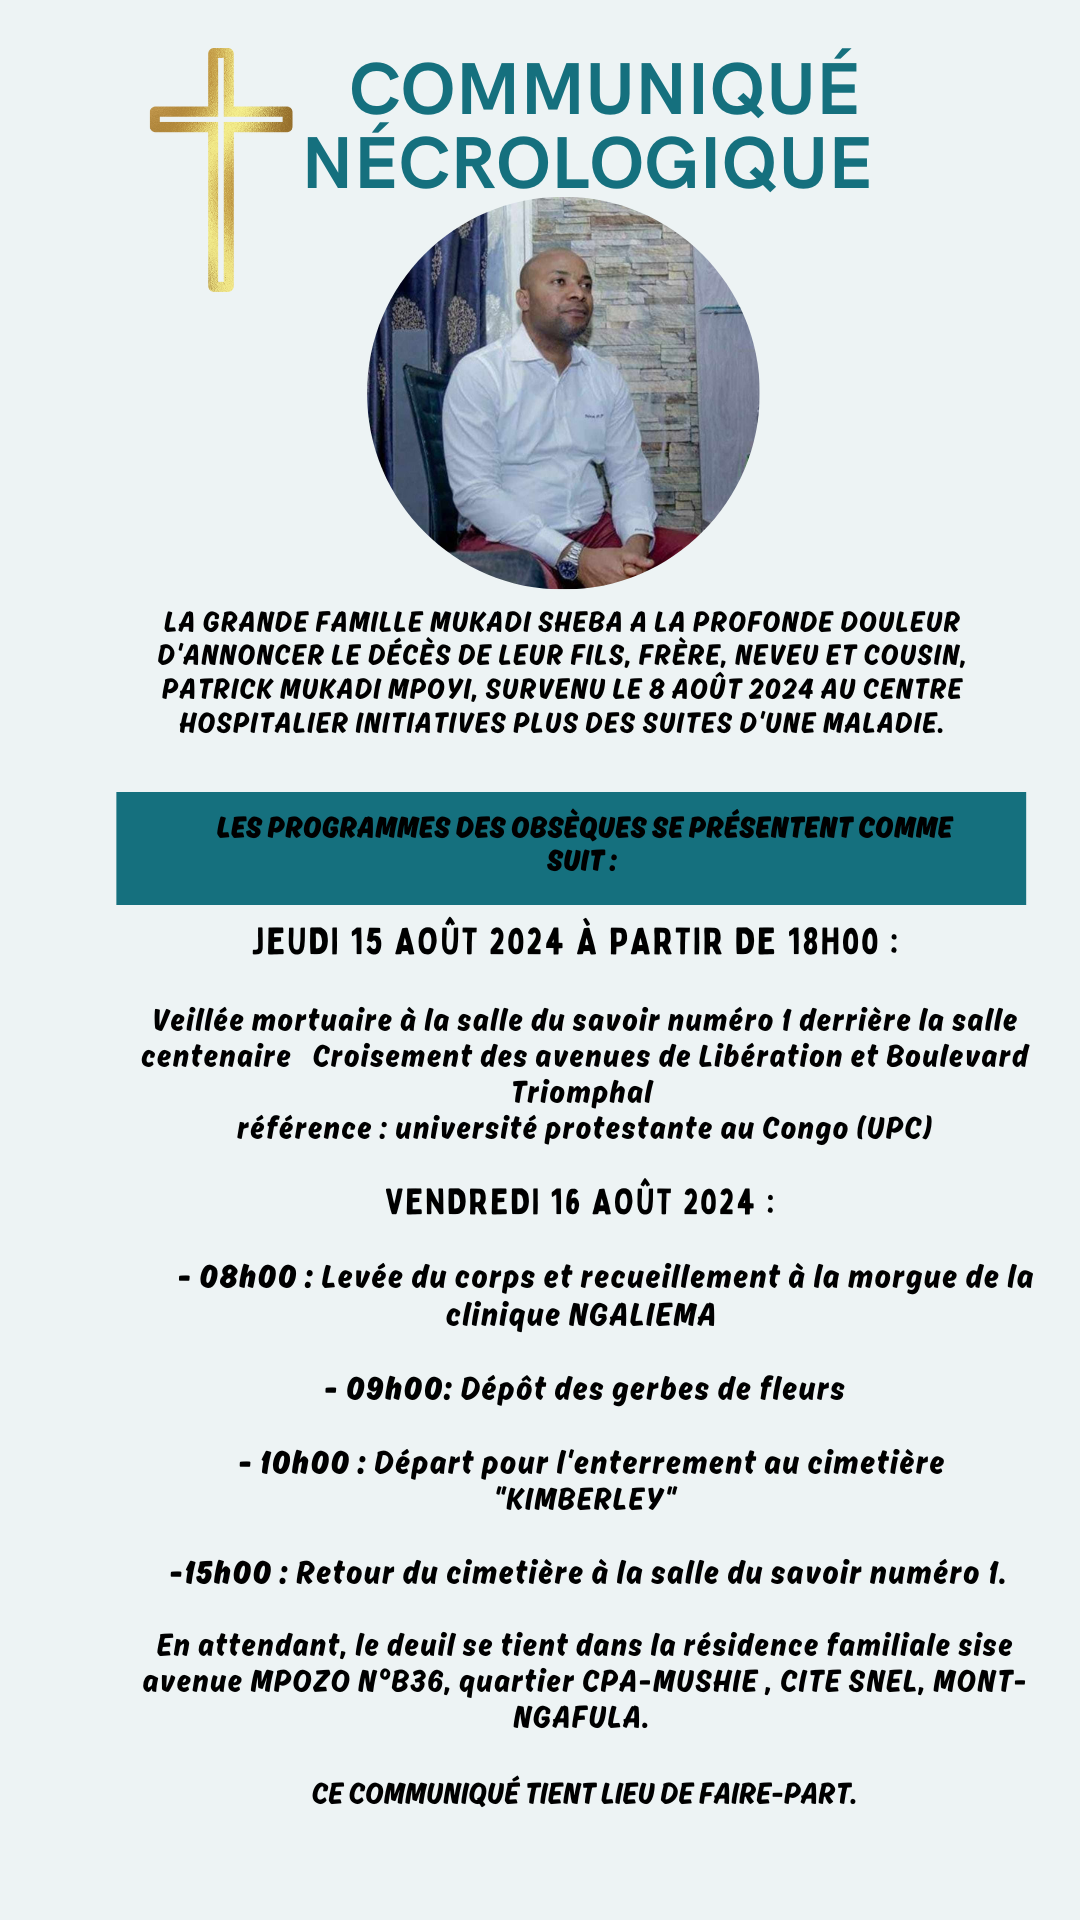 COMMUNIQUÉ
NÉCROLOGIQUE
LA GRANDE FAMILLE MUKADI SHEBA A LA PROFONDE DOULEUR
D'ANNONCER LE DÉCÈS DE LEUR FILS, FRÈRE, NEVEU ET COUSIN,
PATRICK MUKADI MPOYI, SURVENU LE 8 AOÛT 2024 AU CENTRE
HOSPITALIER INITIATIVES PLUS DES SUITES D'UNE MALADIE.
LES PROGRAMMES DES OBSÈQUES SE PRÉSENTENT COMME
SUIT :
JEUDI 15 AOÛT 2024 À PARTIR DE 18H00 :
Veillée mortuaire à la salle du savoir numéro 1 derrière la salle
centenaire Croisement des avenues de Libération et Boulevard
Triomphal
référence : université protestante au Congo (UPC)
VENDREDI 16 AOÛT 2024 :
- 08h00 : Levée du corps et recueillement à la morgue de la
clinique NGALIEMA
- 09h00: Dépôt des gerbes de fleurs
- 10h00 : Départ pour l'enterrement au cimetière
"KIMBERLEY"
-15h00 : Retour du cimetière à la salle du savoir numéro 1.
En attendant, le deuil se tient dans la résidence familiale sise
avenue MPOZO N°B36, quartier CPA-MUSHIE , CITE SNEL, MONT-
NGAFULA.
CE COMMUNIQUÉ TIENT LIEU DE FAIRE-PART.